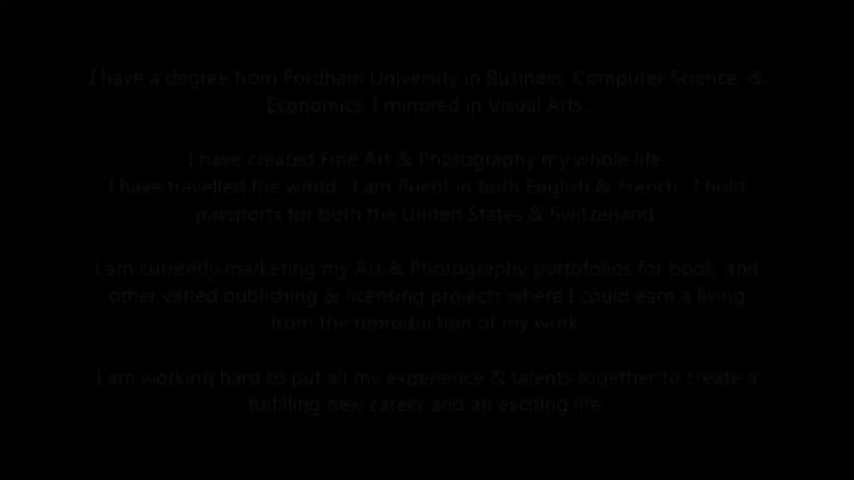 I have a degree from Fordham University in Business, Computer Science &
Economics. I minored in Visual Arts.
I have created Fine Art & Photography my whole life.
I have travelled the world. I am fluent in both English & French. I hold
passports for both the United States & Switzerland.
I am currently marketing my Art & Photography portofolios for book, and
other varied publishing & licensing projects where I could earn a living
from the reproduction of my work.
I am working hard to put all my experience & talents together to create a
fulfilling new career and an exciting life.